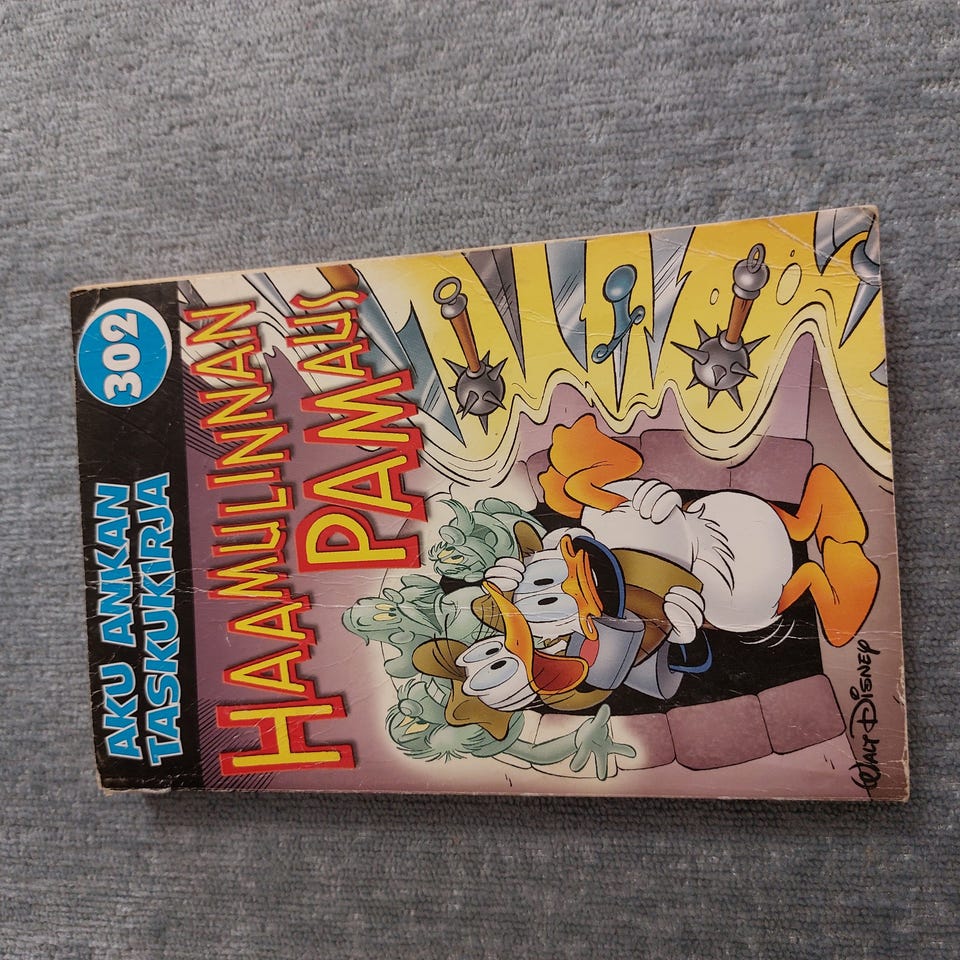 AKU ANKAN
TASKUKIRJA
302
HAAMULINNAN
PAMAUS
WALT DISNEY